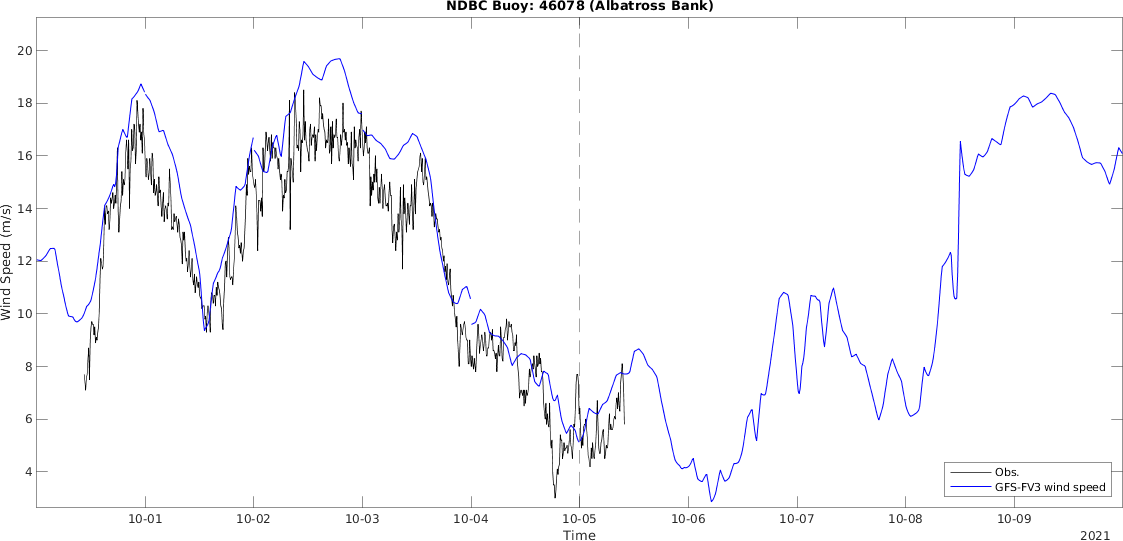 NDBC Buoy: 46078 (Albatross Bank)
20
18
16
14
12
10
8
6
4
Wind Speed (m/s)
Obs.
GFS-FV3 wind speed
10-01 10-02 10-03 10-04 10-05 10-06 10-07 10-08 10-09
Time
2021